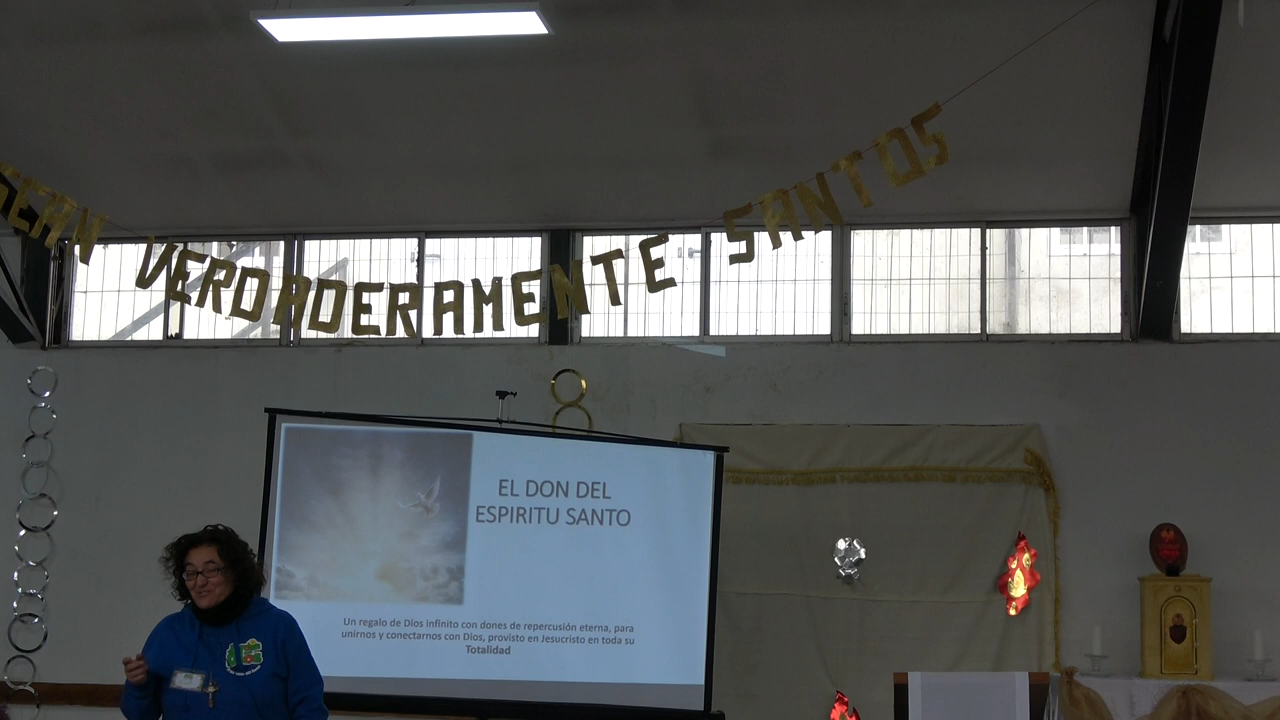 SEAN VERDADERAMENTE SANTOS
EL DON DEL
ESPIRITU SANTO
Un regalo de Dios infinito con dones de repercusión eterna, para
unirnos y conectarnos con Dios, provisto en Jesucristo en toda su
Totalidad